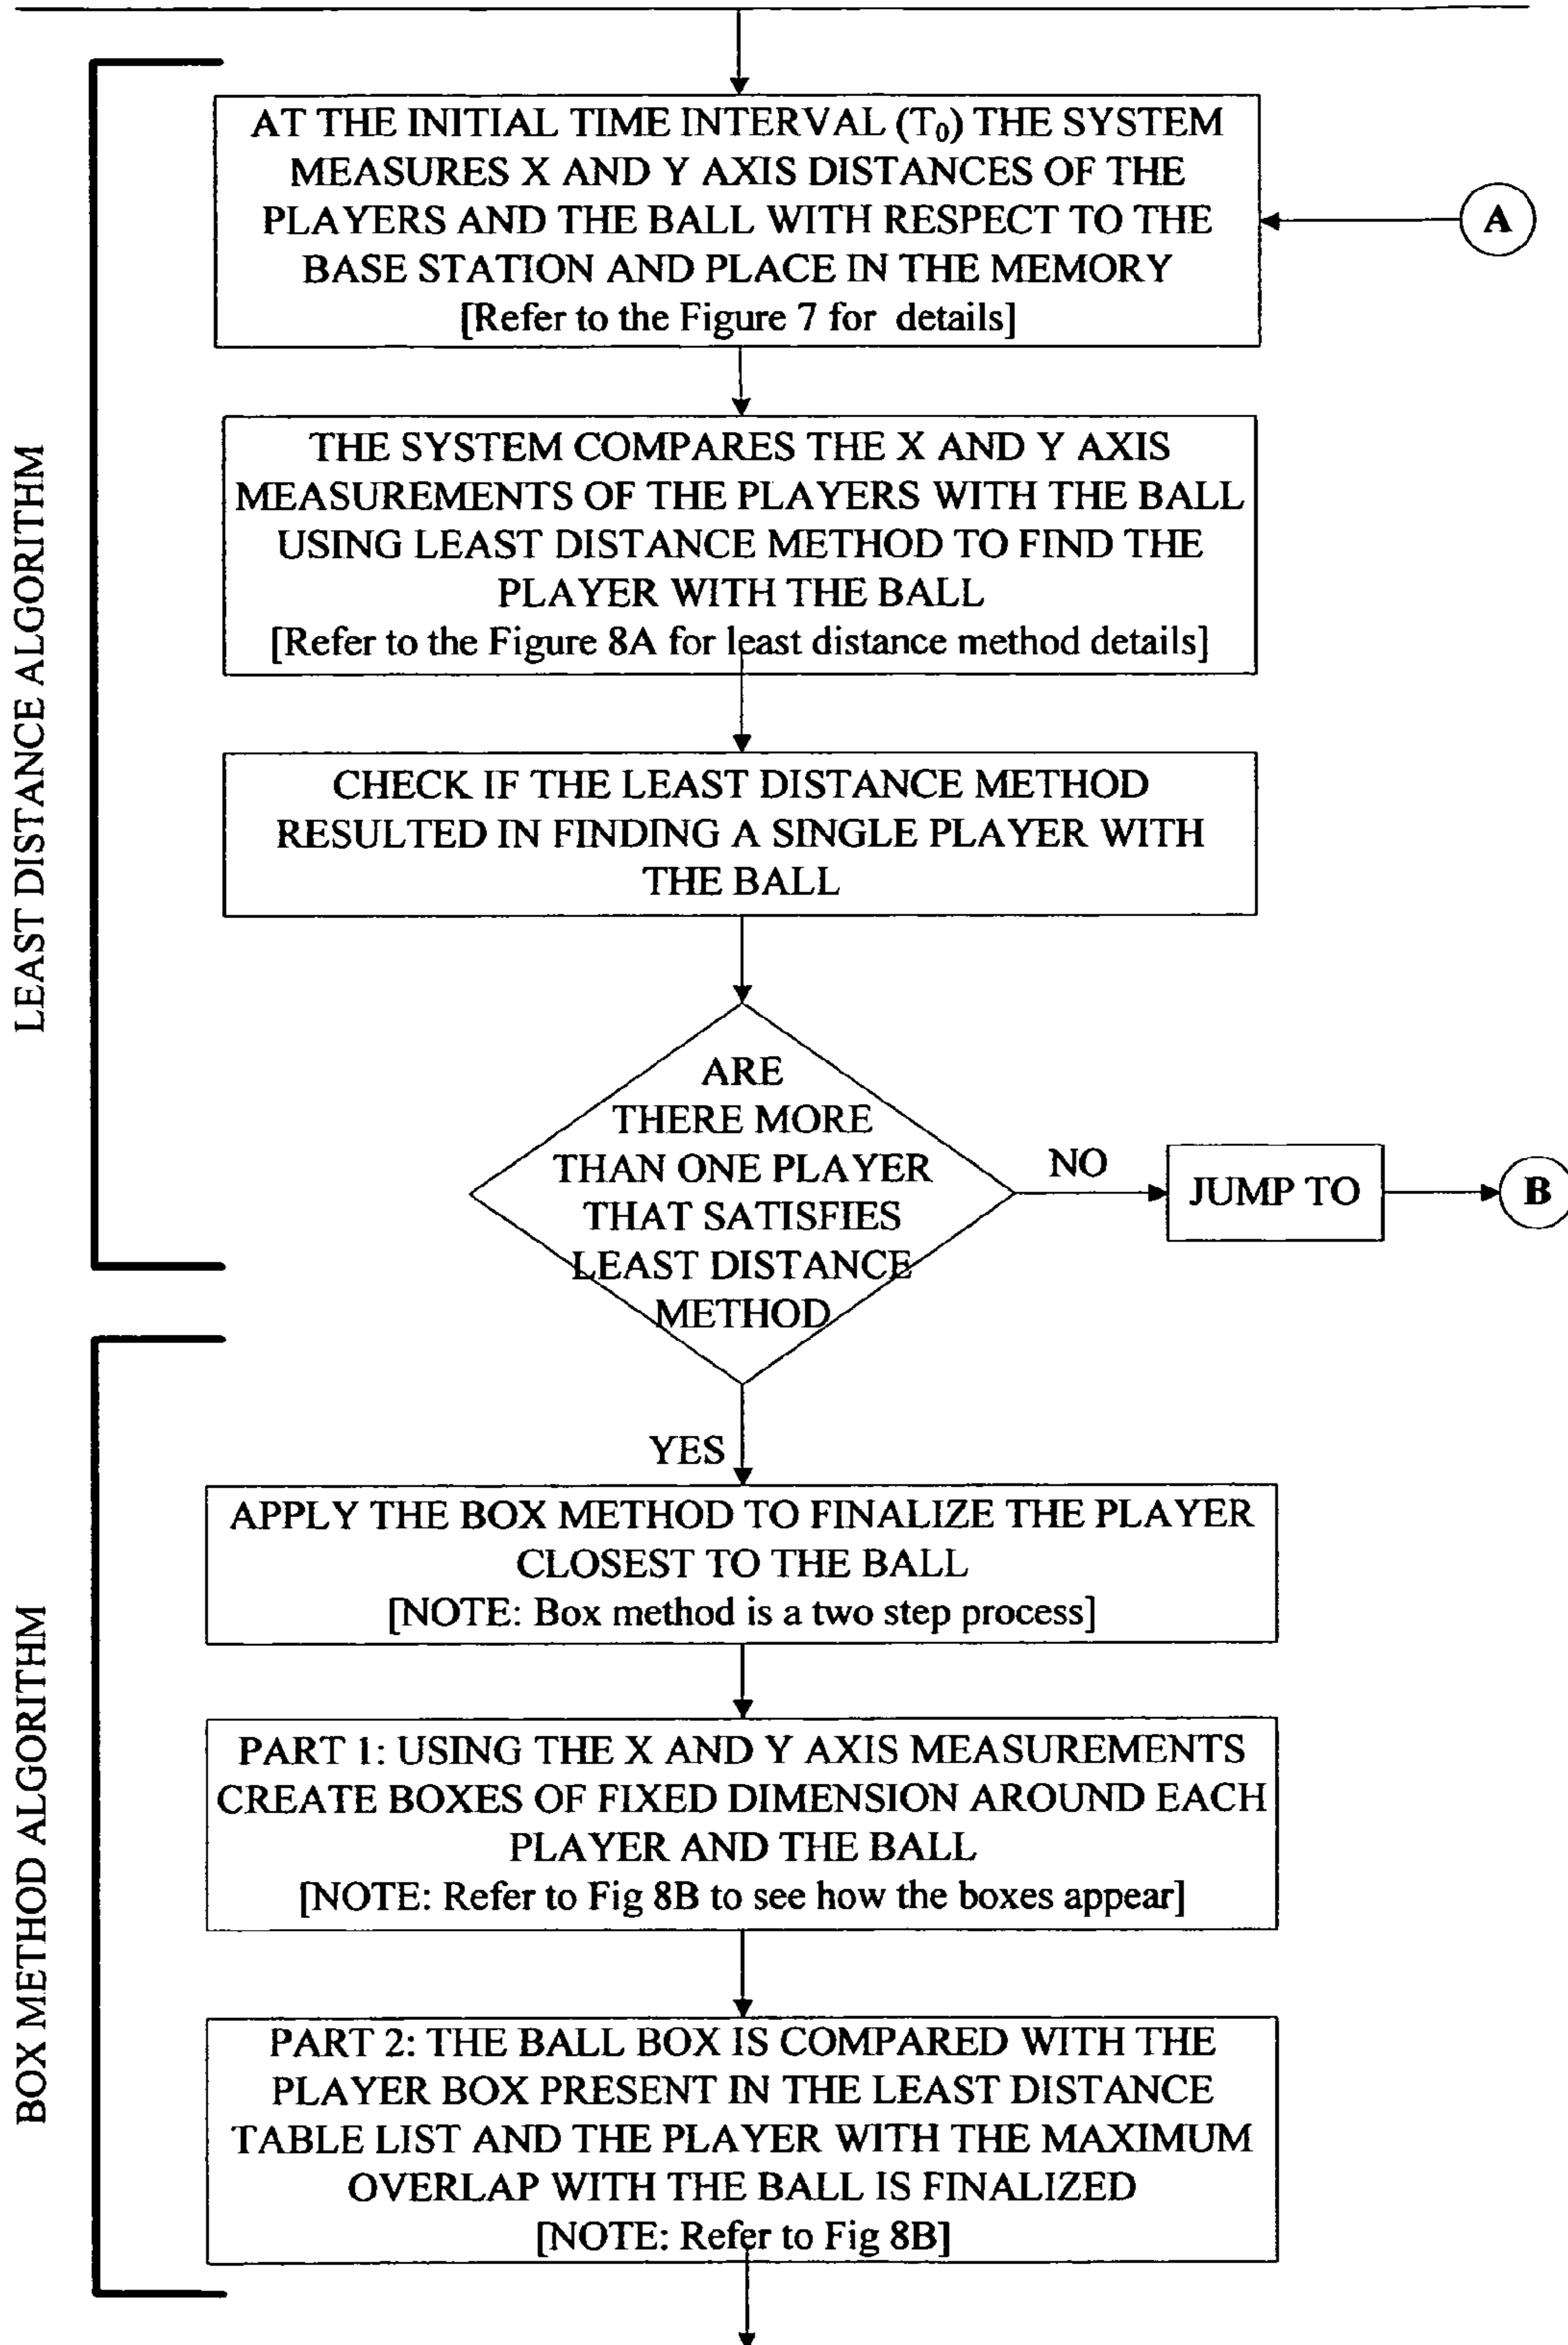 AT THE INITIAL TIME INTERVAL (T₀) THE SYSTEM
MEASURES X AND Y AXIS DISTANCES OF THE
PLAYERS AND THE BALL WITH RESPECT TO THE
BASE STATION AND PLACE IN THE MEMORY
[Refer to the Figure 7 for details]
A
THE SYSTEM COMPARES THE X AND Y AXIS
MEASUREMENTS OF THE PLAYERS WITH THE BALL
USING LEAST DISTANCE METHOD TO FIND THE
PLAYER WITH THE BALL
[Refer to the Figure 8A for least distance method details]
LEAST DISTANCE ALGORITHM
CHECK IF THE LEAST DISTANCE METHOD
RESULTED IN FINDING A SINGLE PLAYER WITH
THE BALL
ARE
THERE MORE
THAN ONE PLAYER
THAT SATISFIES
LEAST DISTANCE
METHOD
NO
JUMP TO
B
YES
APPLY THE BOX METHOD TO FINALIZE THE PLAYER
CLOSEST TO THE BALL
[NOTE: Box method is a two step process]
BOX METHOD ALGORITHM
PART 1: USING THE X AND Y AXIS MEASUREMENTS
CREATE BOXES OF FIXED DIMENSION AROUND EACH
PLAYER AND THE BALL
[NOTE: Refer to Fig 8B to see how the boxes appear]
PART 2: THE BALL BOX IS COMPARED WITH THE
PLAYER BOX PRESENT IN THE LEAST DISTANCE
TABLE LIST AND THE PLAYER WITH THE MAXIMUM
OVERLAP WITH THE BALL IS FINALIZED
[NOTE: Refer to Fig 8B]